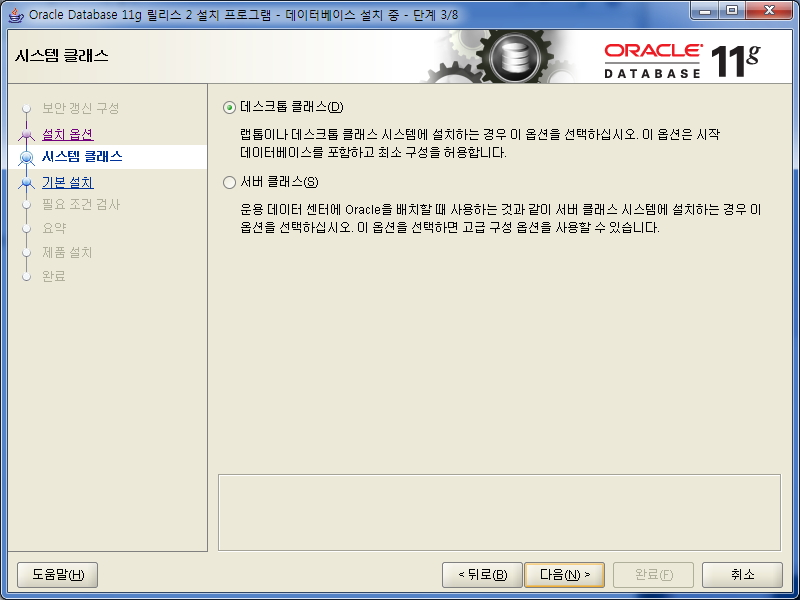 Oracle Database 11g 릴리스 2 설치 프로그램 - 데이터베이스 설치 중 - 단계 3/8
시스템 클래스
ORACLE
DATABASE
11g
보안 갱신 구성
설치 옵션
시스템 클래스
기본 설치
필요 조건 검사
요약
제품 설치
완료
데스크톱 클래스(D)
랩톱이나 데스크톱 클래스 시스템에 설치하는 경우 이 옵션을 선택하십시오. 이 옵션은 시작
데이터베이스를 포함하고 최소 구성을 허용합니다.
서버 클래스(S)
운용 데이터 센터에 Oracle을 배치할 때 사용하는 것과 같이 서버 클래스 시스템에 설치하는 경우 이
옵션을 선택하십시오. 이 옵션을 선택하면 고급 구성 옵션을 사용할 수 있습니다.
도움말(H)
< 뒤로(B)
다음(N) >
완료(F)
취소